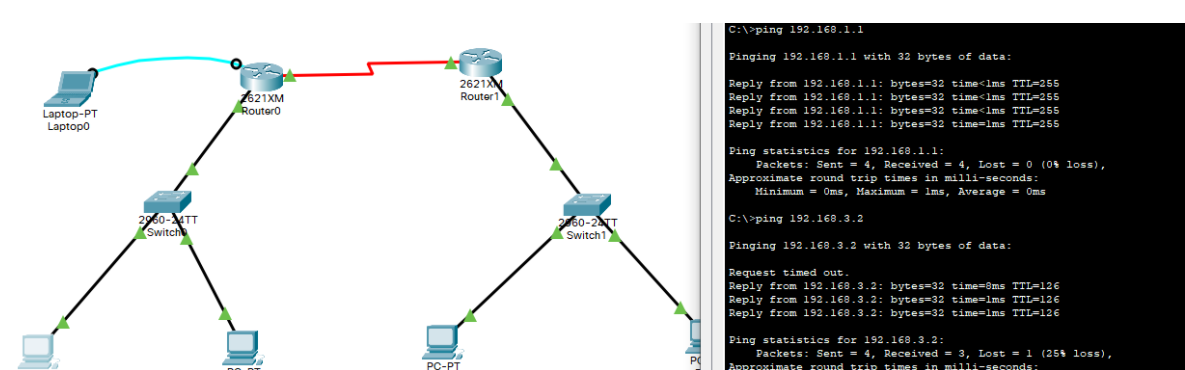 Laptop-PT
Laptop0
2621XM
Router0
2621XM
Router1
2960-24TT
Switch0
2960-24TT
Switch1
PC-PT
PC-PT
C:\>ping 192.168.1.1
Pinging 192.168.1.1 with 32 bytes of data:
Reply from 192.168.1.1: bytes=32 time<1ms TTL=255
Reply from 192.168.1.1: bytes=32 time<1ms TTL=255
Reply from 192.168.1.1: bytes=32 time<1ms TTL=255
Reply from 192.168.1.1: bytes=32 time=1ms TTL=255
Ping statistics for 192.168.1.1:
Packets: Sent = 4, Received = 4, Lost = 0 (0% loss),
Approximate round trip times in milli-seconds:
Minimum = 0ms, Maximum = 1ms, Average = 0ms
C:\>ping 192.168.3.2
Pinging 192.168.3.2 with 32 bytes of data:
Request timed out.
Reply from 192.168.3.2: bytes=32 time=8ms TTL=126
Reply from 192.168.3.2: bytes=32 time=1ms TTL=126
Reply from 192.168.3.2: bytes=32 time=1ms TTL=126
Ping statistics for 192.168.3.2:
Packets: Sent = 4, Received = 3, Lost = 1 (25% loss),
Approximate round trip times in milli-seconds: